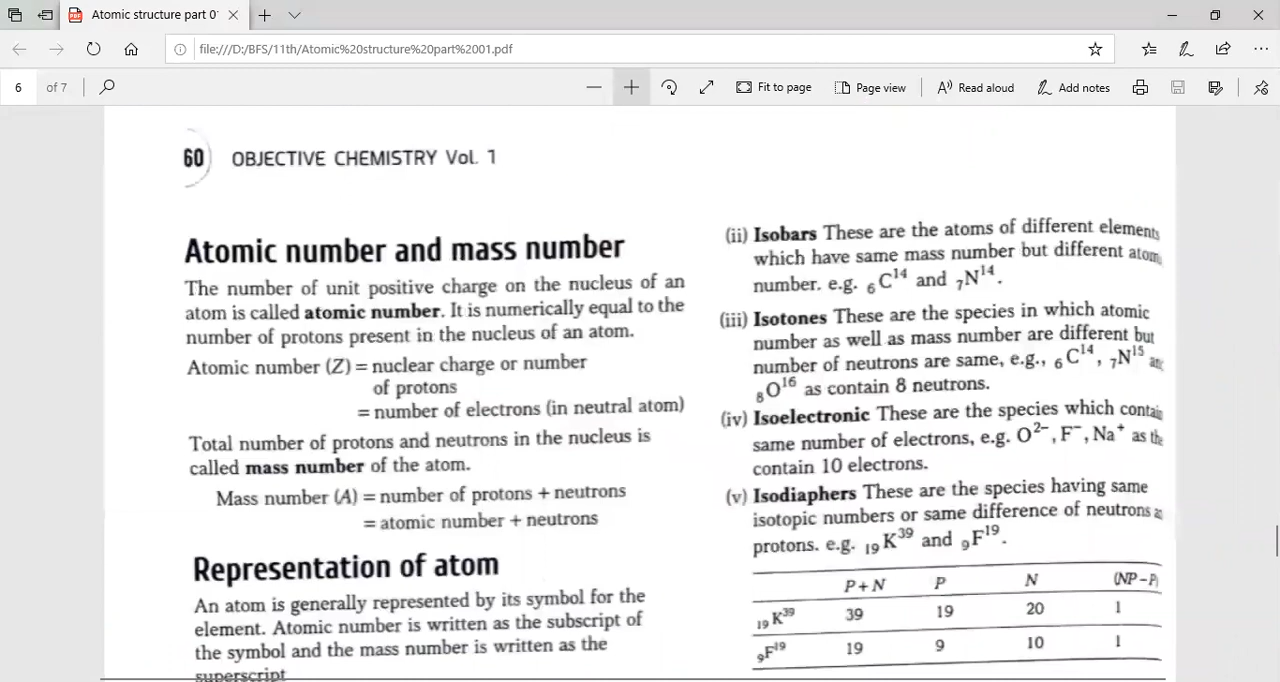 Atomic structure part 0
file:///D:/BFS/11th/Atomic%20structure%20part%2001.pdf
6 of 7 Fit to page Page view Read aloud Add notes
60 OBJECTIVE CHEMISTRY Vol. 1
Atomic number and mass number
The number of unit positive charge on the nucleus of an
atom is called atomic number. It is numerically equal to the
number of protons present in the nucleus of an atom.
Atomic number (Z) = nuclear charge or number
of protons
= number of electrons (in neutral atom)
Total number of protons and neutrons in the nucleus is
called mass number of the atom.
Mass number (A) = number of protons + neutrons
= atomic number + neutrons
Representation of atom
An atom is generally represented by its symbol for the
element. Atomic number is written as the subscript of
the symbol and the mass number is written as the
superscript
(ii) Isobars These are the atoms of different elements
which have same mass number but different atom
number. e.g. ₆C¹⁴ and ₇N¹⁴.
(iii) Isotones These are the species in which atomic
number as well as mass number are different but
number of neutrons are same, e.g., ₆C¹⁴, ₇N¹⁵
₈O¹⁶ as contain 8 neutrons.
(iv) Isoelectronic These are the species which contain
same number of electrons, e.g. O²⁻, F⁻, Na⁺ as the
contain 10 electrons.
(v) Isodiaphers These are the species having same
isotopic numbers or same difference of neutrons
protons. e.g. ₁₉K³⁹ and ₉F¹⁹.
P + N P N (NP – P)
₁₉K³⁹ 39 19 20 1
₉F¹⁹ 19 9 10 1